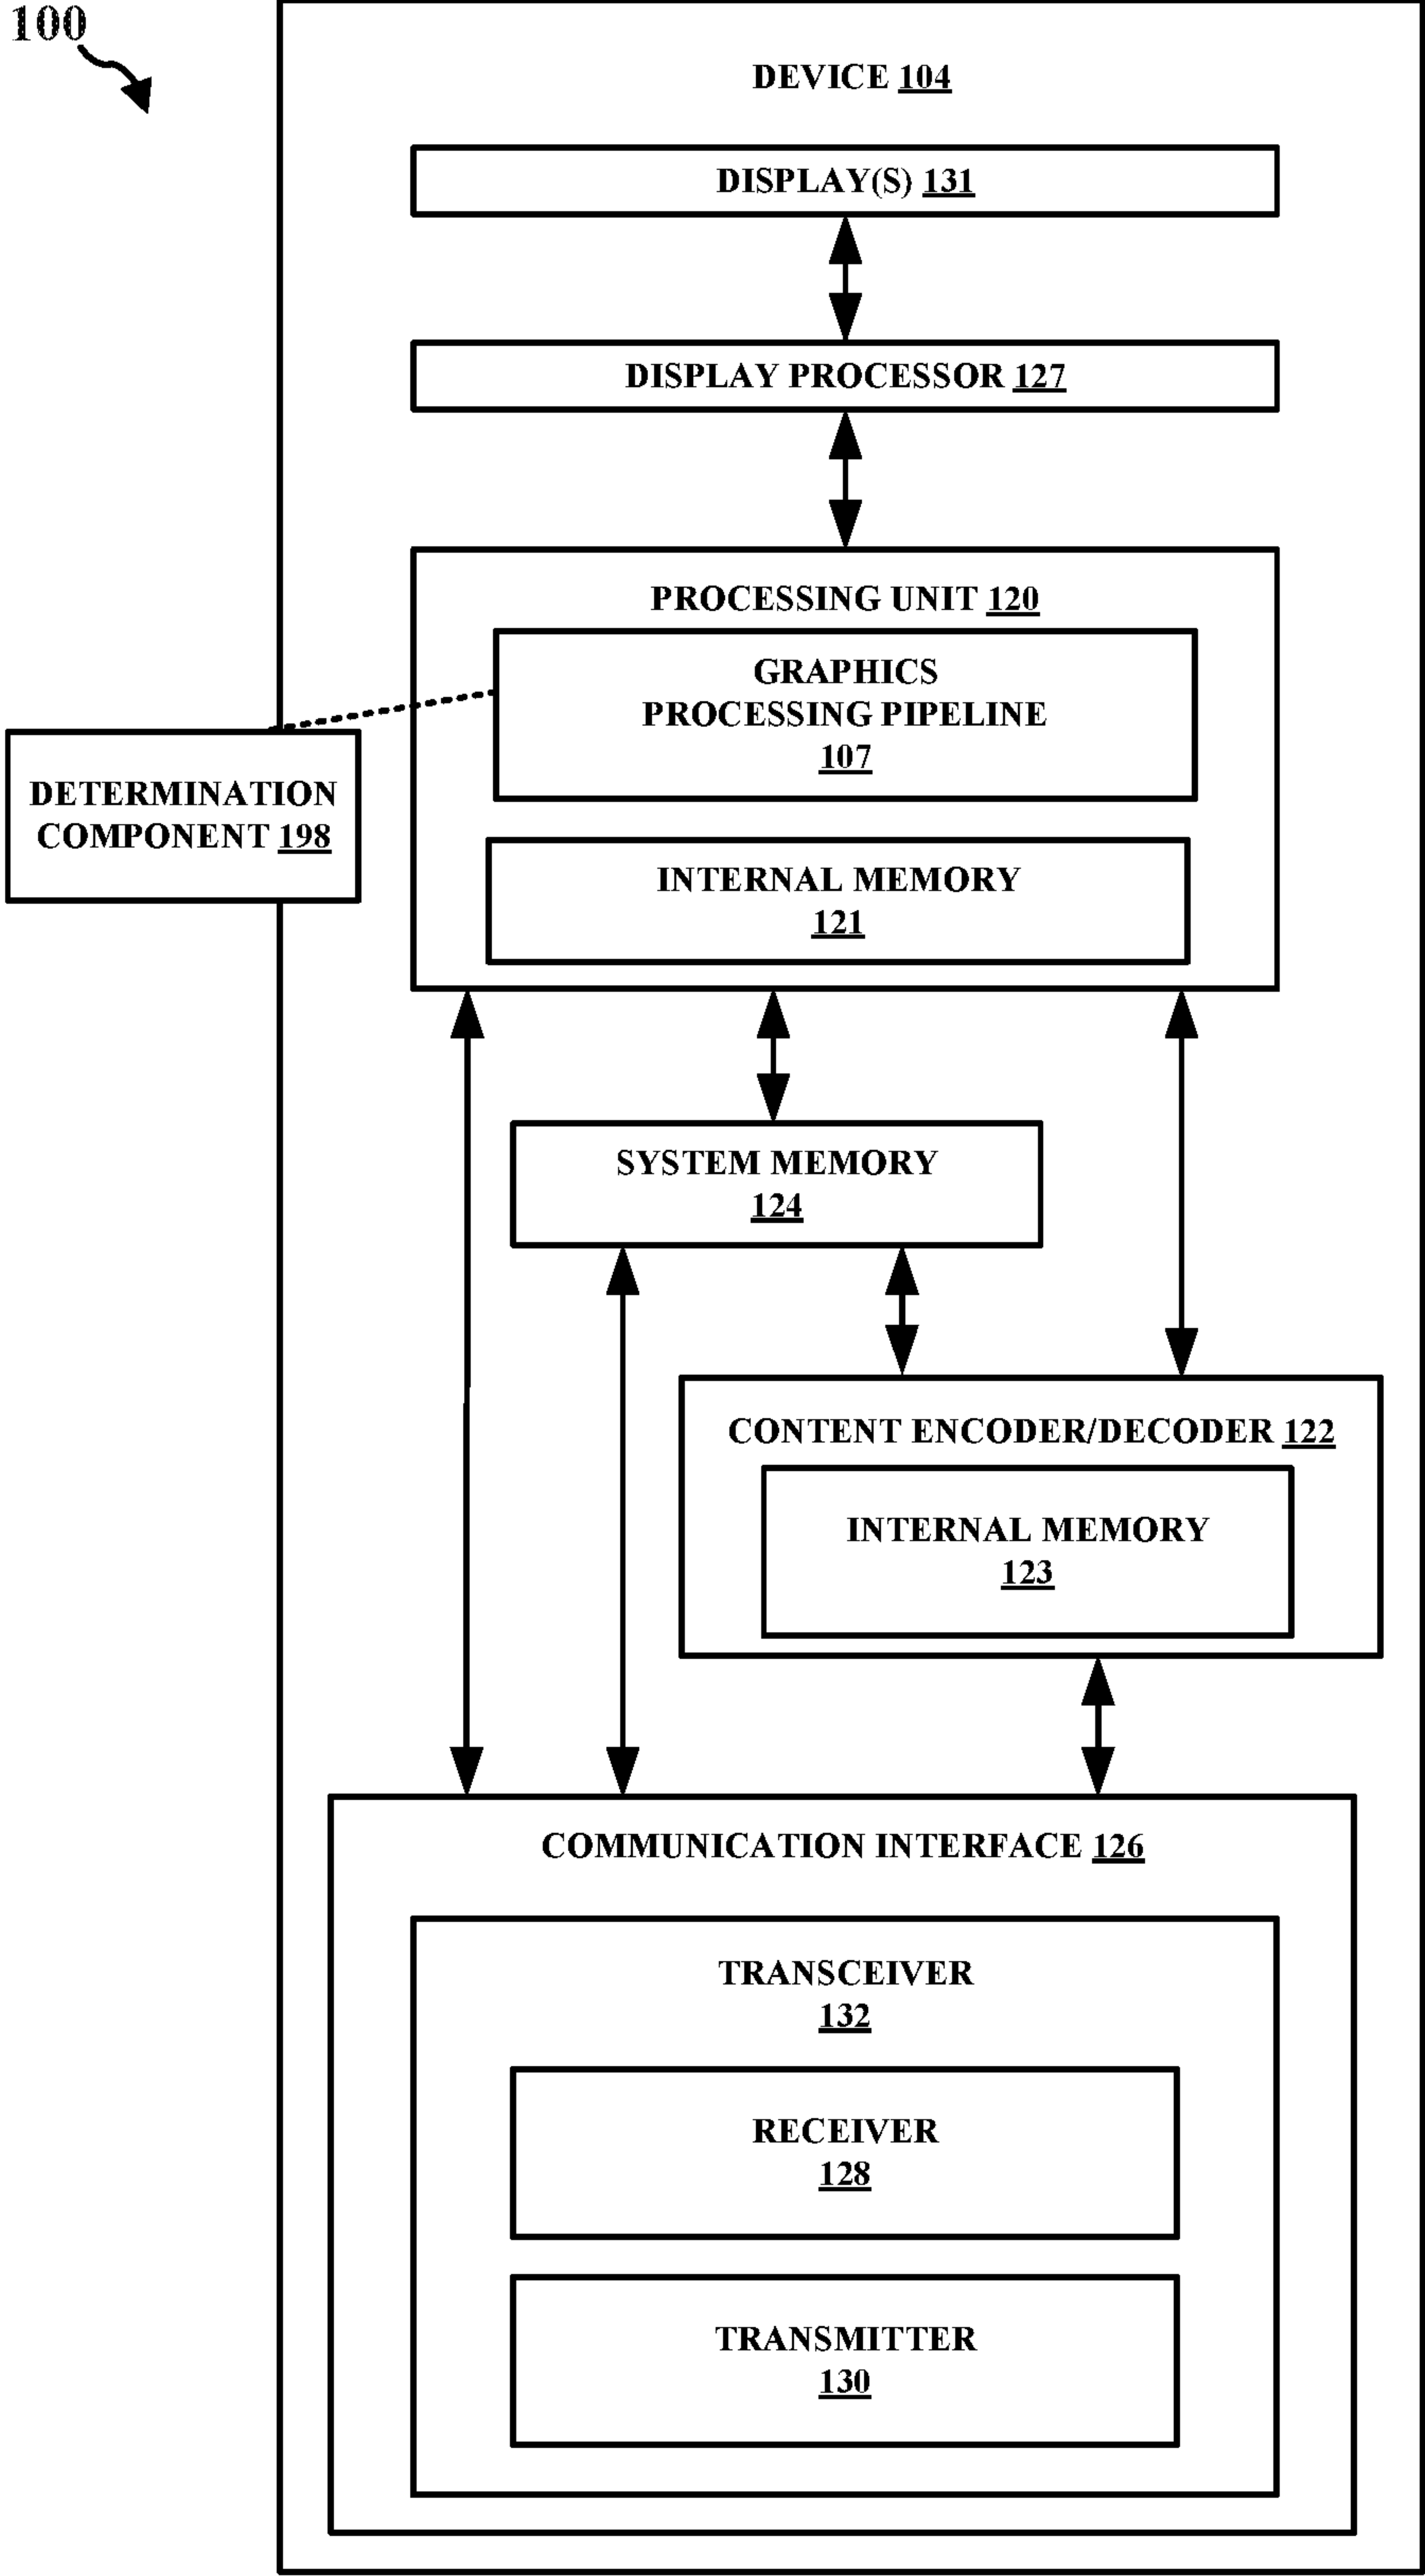 100
DEVICE 104
DISPLAY(S) 131
DISPLAY PROCESSOR 127
PROCESSING UNIT 120
GRAPHICS
PROCESSING PIPELINE
107
DETERMINATION
COMPONENT 198
INTERNAL MEMORY
121
SYSTEM MEMORY
124
CONTENT ENCODER/DECODER 122
INTERNAL MEMORY
123
COMMUNICATION INTERFACE 126
TRANSCEIVER
132
RECEIVER
128
TRANSMITTER
130